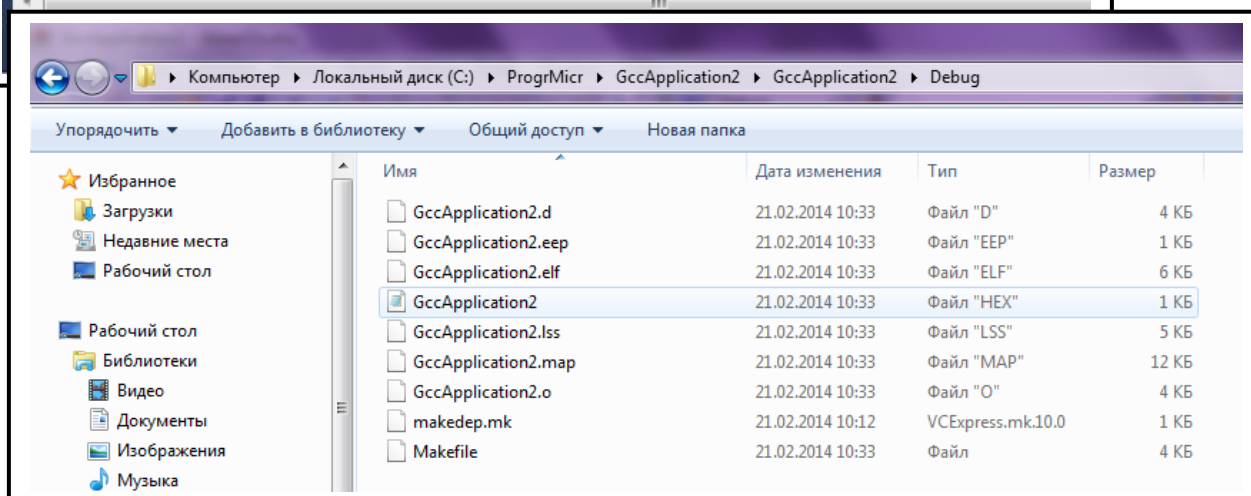 Компьютер ▸ Локальный диск (C:) ▸ ProgrMicr ▸ GccApplication2 ▸ GccApplication2 ▸ Debug
Упорядочить Добавить в библиотеку Общий доступ Новая папка
Имя Дата изменения Тип Размер
Избранное
Загрузки
Недавние места
Рабочий стол
Рабочий стол
Библиотеки
Видео
Документы
Изображения
Музыка
GccApplication2.d 21.02.2014 10:33 Файл "D" 4 КБ
GccApplication2.eep 21.02.2014 10:33 Файл "EEP" 1 КБ
GccApplication2.elf 21.02.2014 10:33 Файл "ELF" 6 КБ
GccApplication2 21.02.2014 10:33 Файл "HEX" 1 КБ
GccApplication2.lss 21.02.2014 10:33 Файл "LSS" 5 КБ
GccApplication2.map 21.02.2014 10:33 Файл "MAP" 12 КБ
GccApplication2.o 21.02.2014 10:33 Файл "O" 4 КБ
makedep.mk 21.02.2014 10:12 VCExpress.mk.10.0 1 КБ
Makefile 21.02.2014 10:33 Файл 4 КБ